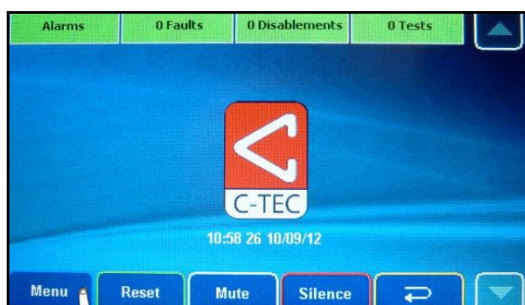 Alarms 0 Faults 0 Disablements 0 Tests
C-TEC
10:58 26 10/09/12
Menu Reset Mute Silence